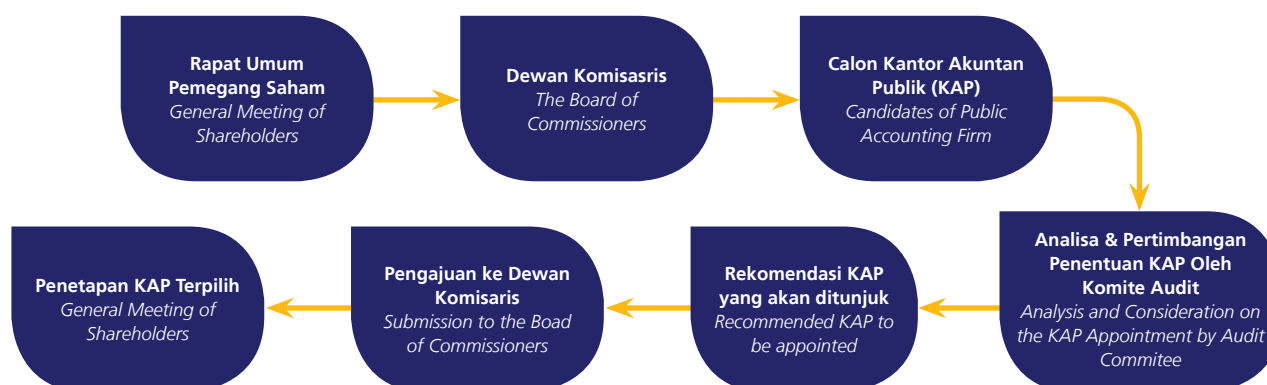 Rapat Umum
Pemegang Saham
General Meeting of
Shareholders
Dewan Komisasris
The Board of
Commissioners
Calon Kantor Akuntan
Publik (KAP)
Candidates of Public
Accounting Firm
Analisa & Pertimbangan
Penentuan KAP Oleh
Komite Audit
Analysis and Consideration on
the KAP Appointment by Audit
Commitee
Rekomendasi KAP
yang akan ditunjuk
Recommended KAP to
be appointed
Pengajuan ke Dewan
Komisaris
Submission to the Boad
of Commissioners
Penetapan KAP Terpilih
General Meeting of
Shareholders